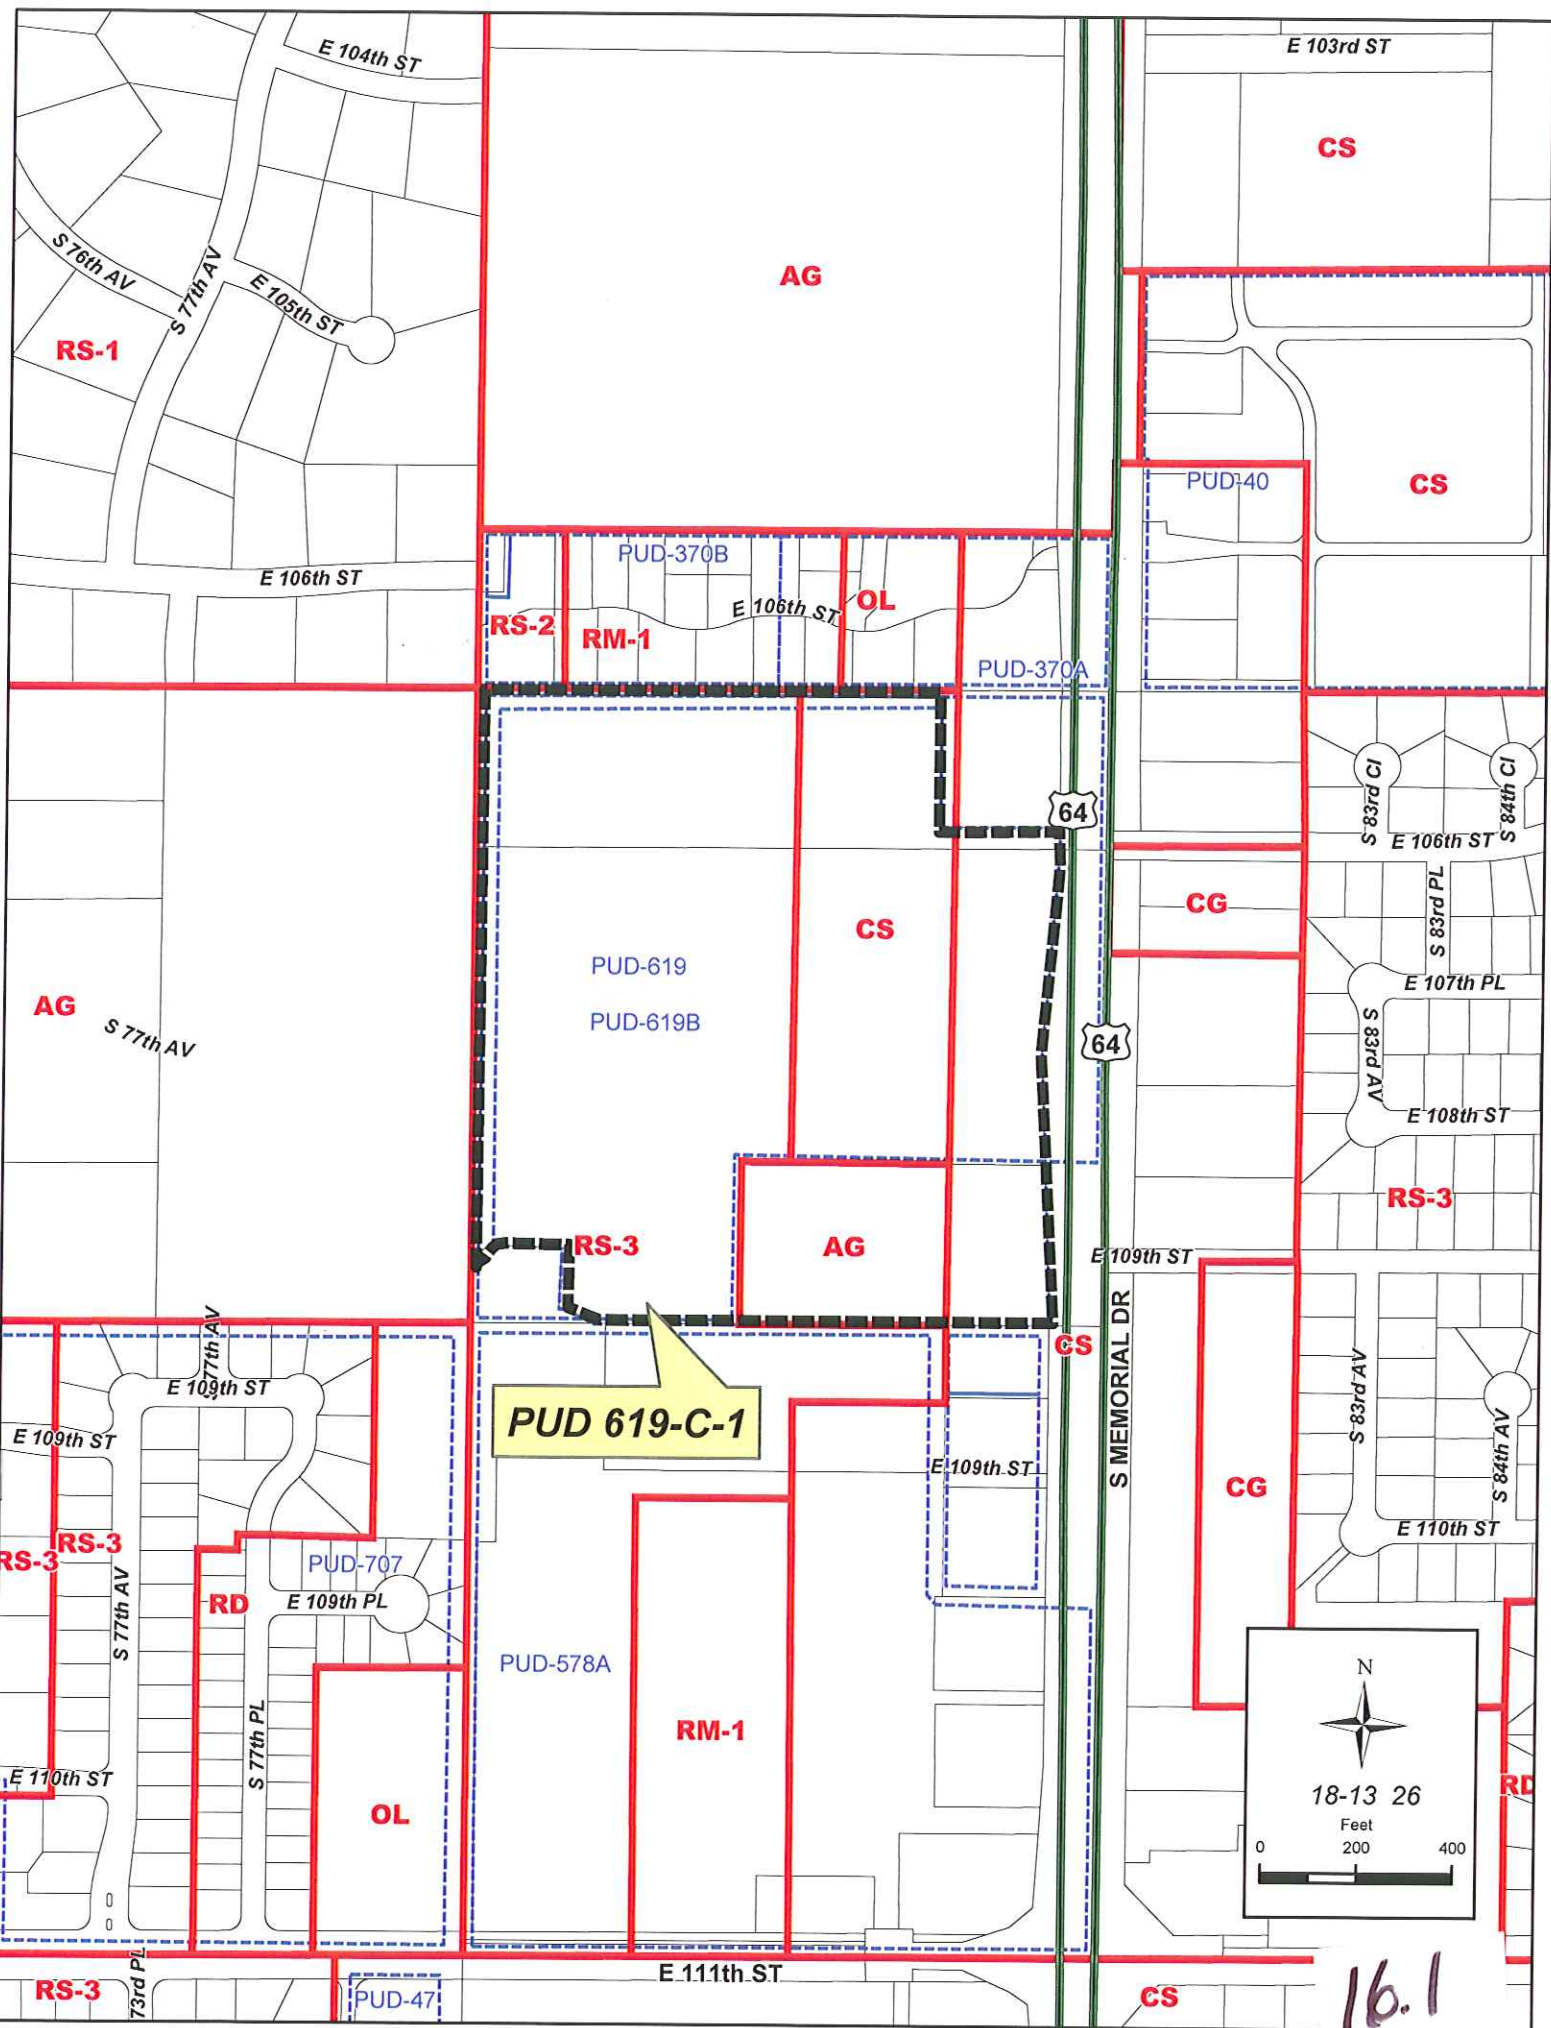 E 104th ST
E 103rd ST
CS
S 76th AV
S 77th AV
E 105th ST
AG
RS-1
PUD-40
CS
PUD-370B
E 106th ST
E 106th ST
OL
RS-2
RM-1
PUD-370A
64
S 83rd CI
S 84th CI
E 106th ST
CG
S 83rd PL
CS
PUD-619
PUD-619B
E 107th PL
AG
S 77th AV
64
S 83rd AV
E 108th ST
RS-3
RS-3
AG
E 109th ST
S 77th AV
CS
S MEMORIAL DR
E 109th ST
PUD 619-C-1
S 83rd AV
S 84th AV
E 109th ST
E 109th ST
CG
E 110th ST
RS-3
RS-3
PUD-707
RD
E 109th PL
S 77th AV
PUD-578A
N
RM-1
S 77th PL
E 110th ST
OL
18-13 26
Feet
0 200 400
RD
E 111th ST
RS-3
73rd PL
PUD-47
CS
16.1